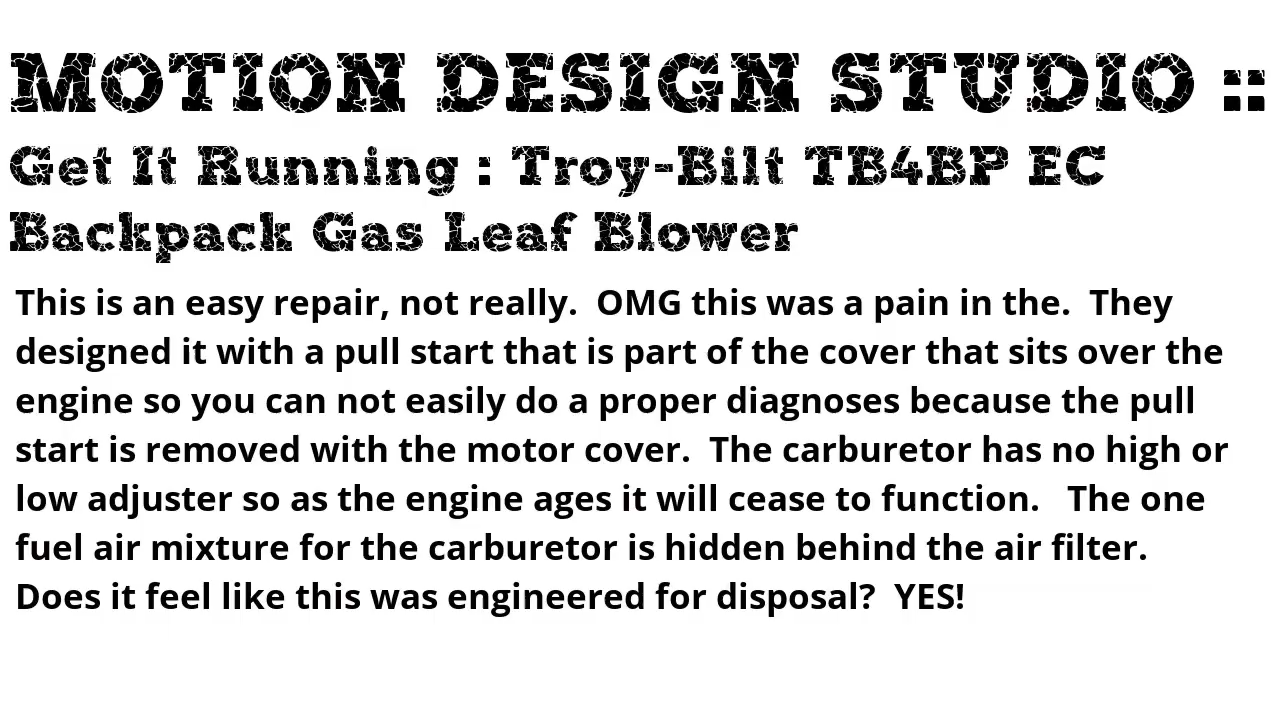 MOTION DESIGN STUDIO ::
Get It Running : Troy-Bilt TB4BP EC
Backpack Gas Leaf Blower
This is an easy repair, not really.  OMG this was a pain in the.  They
designed it with a pull start that is part of the cover that sits over the
engine so you can not easily do a proper diagnoses because the pull
start is removed with the motor cover.  The carburetor has no high or
low adjuster so as the engine ages it will cease to function.   The one
fuel air mixture for the carburetor is hidden behind the air filter.
Does it feel like this was engineered for disposal?  YES!